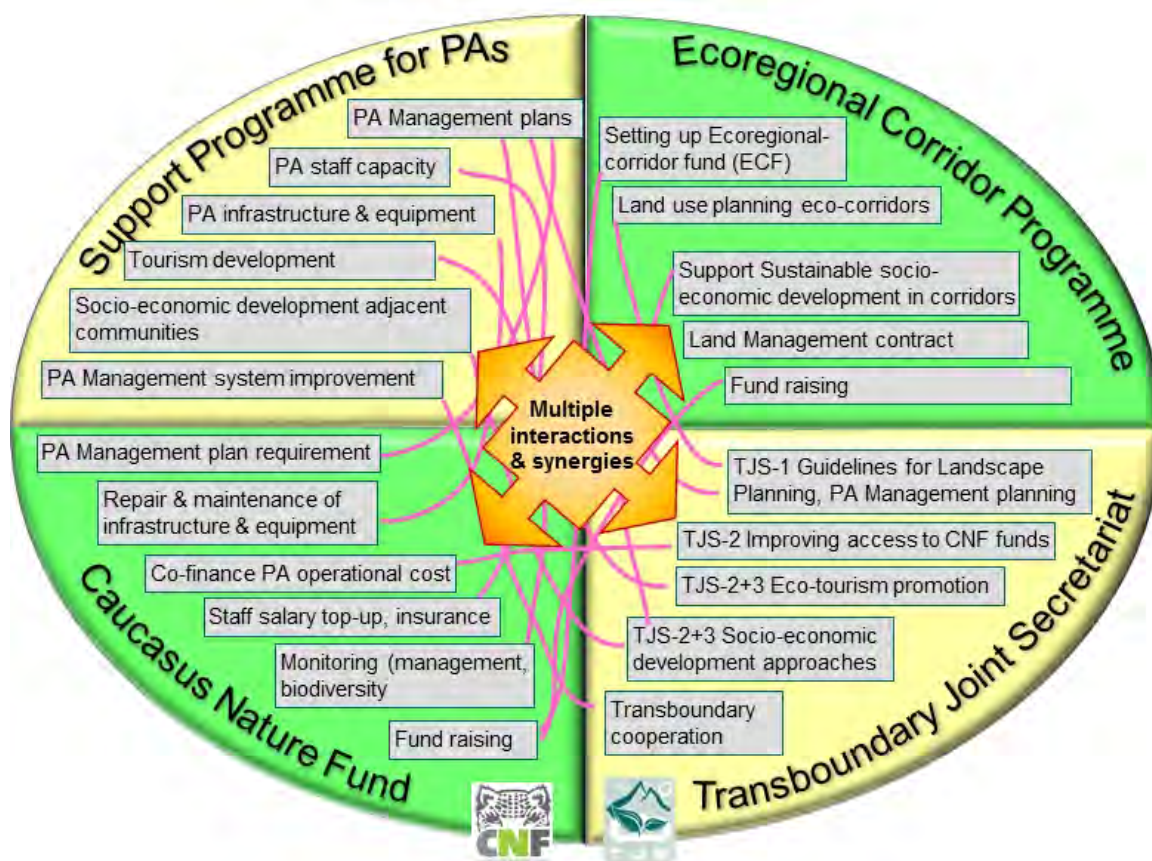 Support Programme for PAs
PA Management plans
PA staff capacity
PA infrastructure & equipment
Tourism development
Socio-economic development adjacent
communities
PA Management system improvement
Ecoregional Corridor Programme
Setting up Ecoregional-
corridor fund (ECF)
Land use planning eco-corridors
Support Sustainable socio-
economic development in corridors
Land Management contract
Fund raising
Multiple
interactions
& synergies
Caucasus Nature Fund
PA Management plan requirement
Repair & maintenance of
infrastructure & equipment
Co-finance PA operational cost
Staff salary top-up, insurance
Monitoring (management,
biodiversity
Fund raising
CNF
Transboundary Joint Secretariat
TJS-1 Guidelines for Landscape
Planning, PA Management planning
TJS-2 Improving access to CNF funds
TJS-2+3 Eco-tourism promotion
TJS-2+3 Socio-economic
development approaches
Transboundary
cooperation